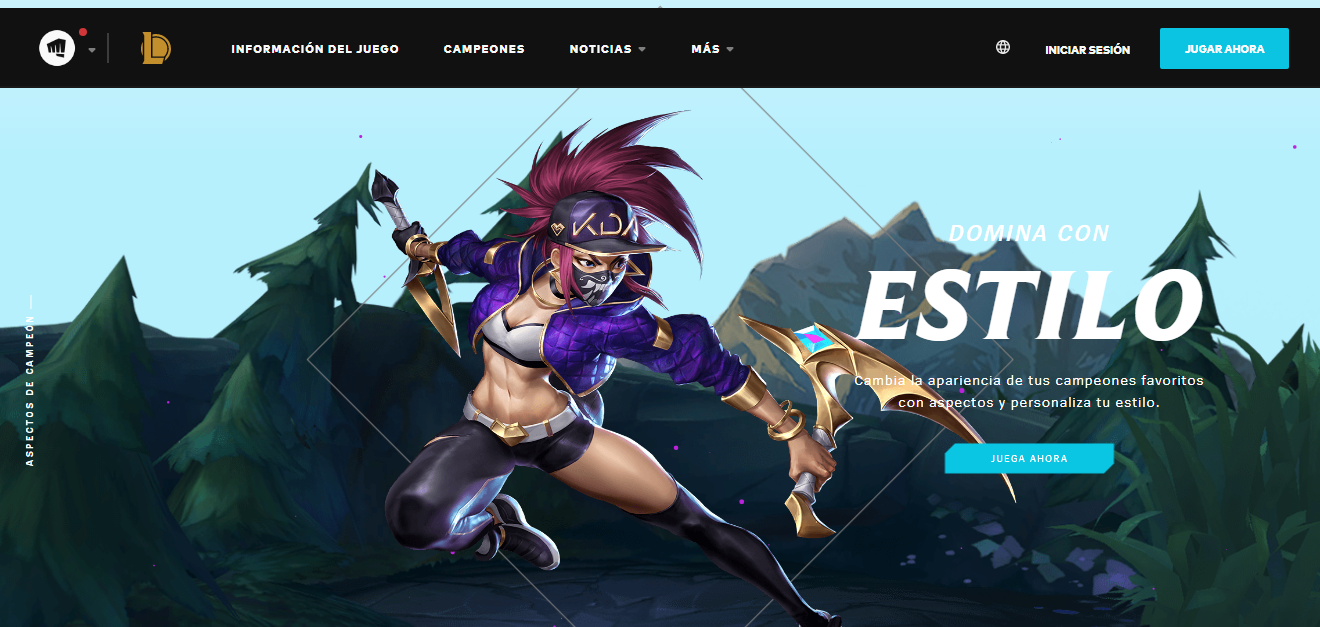 INFORMACIÓN DEL JUEGO
CAMPEONES
NOTICIAS
MÁS
INICIAR SESIÓN
JUGAR AHORA
KDA
DOMINA CON
ESTILO
Cambia la apariencia de tus campeones favoritos
con aspectos y personaliza tu estilo.
JUEGA AHORA
ASPECTOS DE CAMPEÓN